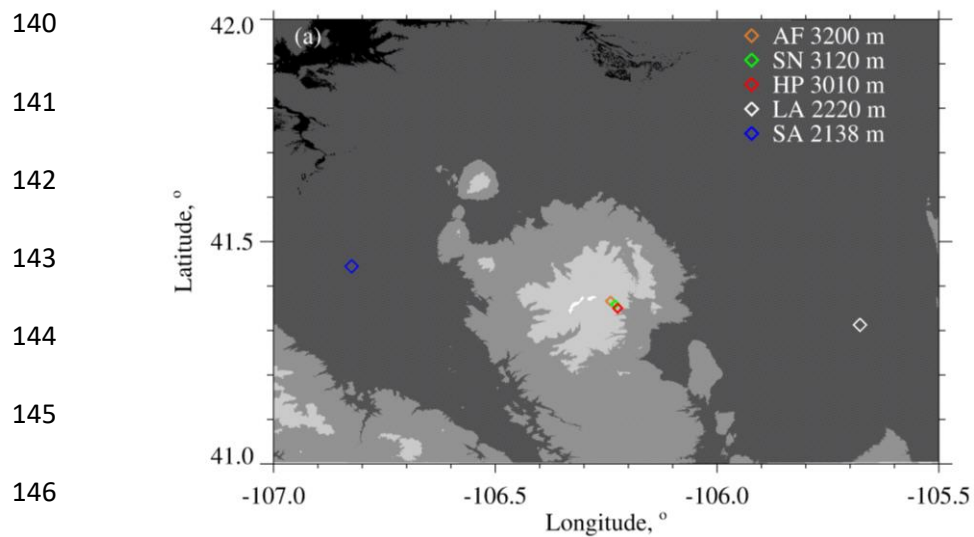 140
42.0
(a)
AF 3200 m
SN 3120 m
HP 3010 m
LA 2220 m
SA 2138 m
141
142
143
144
145
146
Latitude, °
41.5
41.0
-107.0
-106.5
-106.0
-105.5
Longitude, °